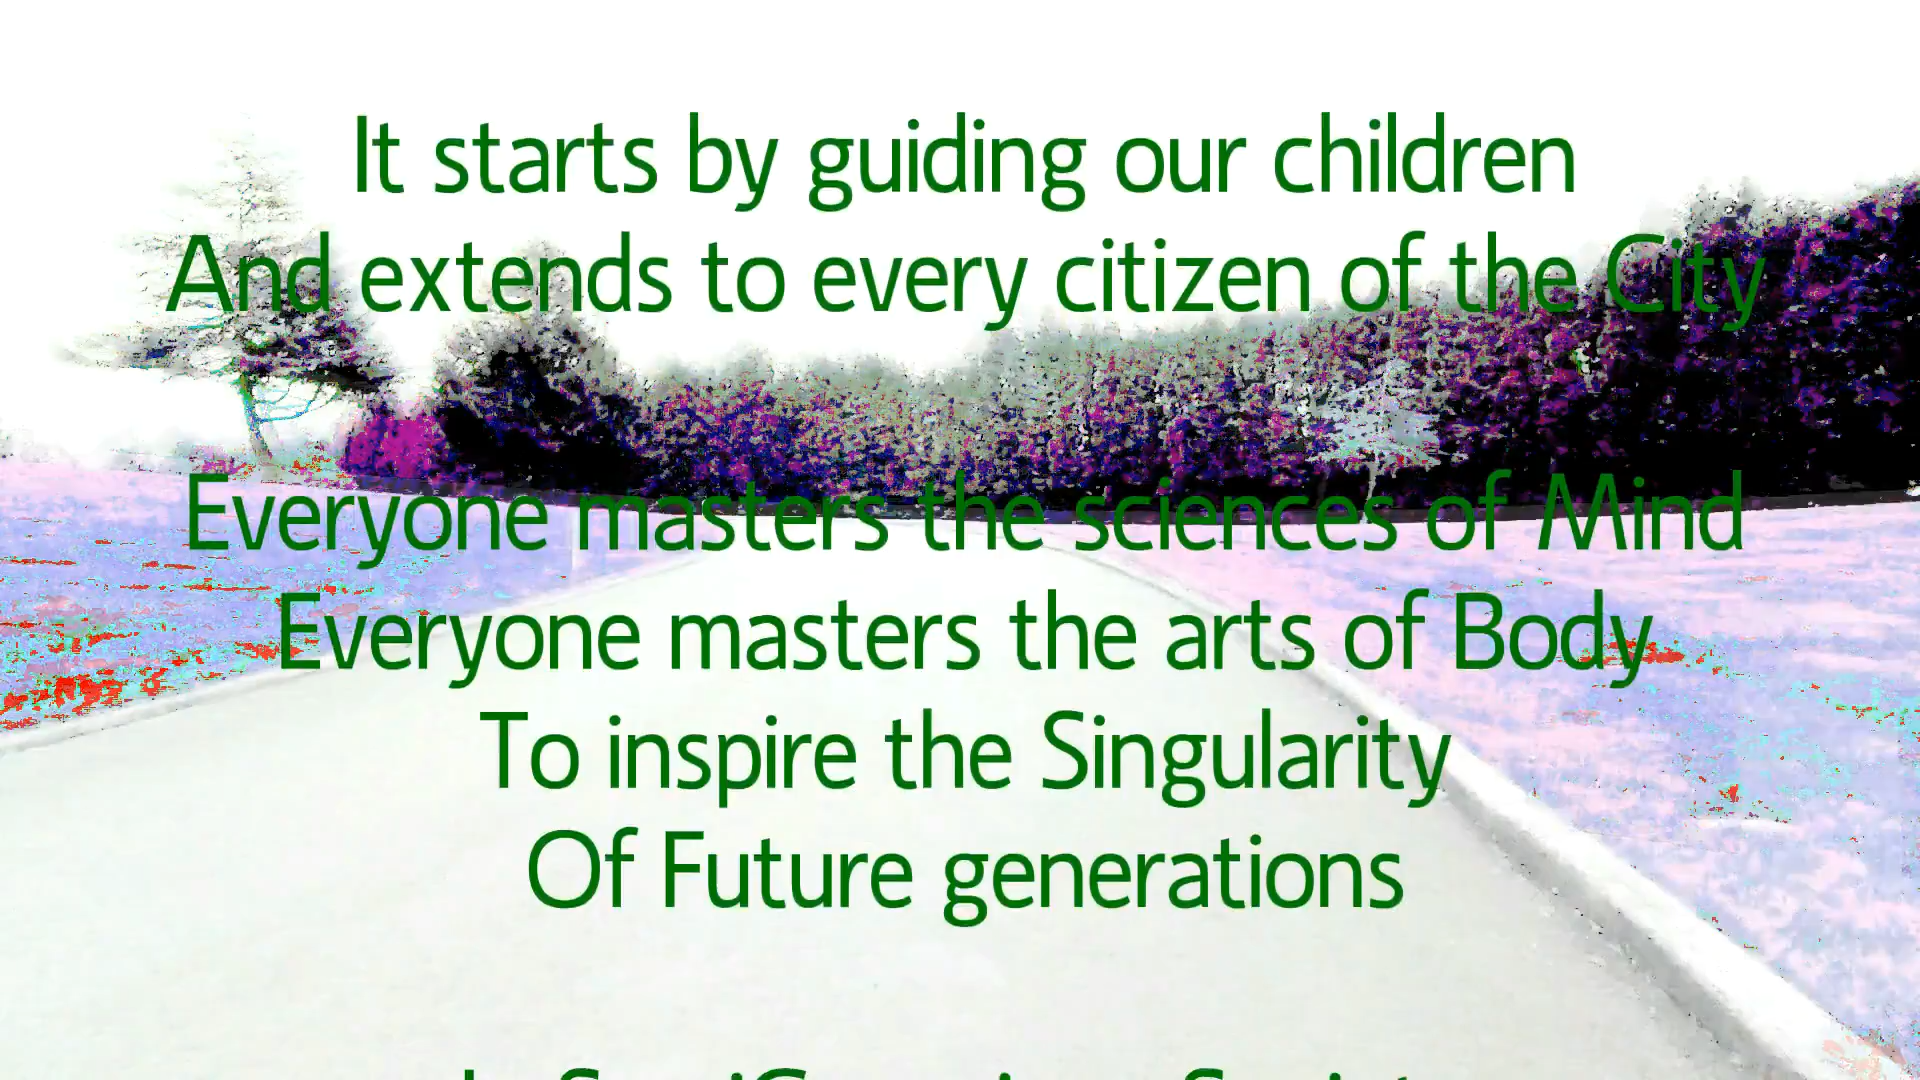 It starts by guiding our children
And extends to every citizen of the City
Everyone masters the sciences of Mind
Everyone masters the arts of Body
To inspire the Singularity
Of Future generations